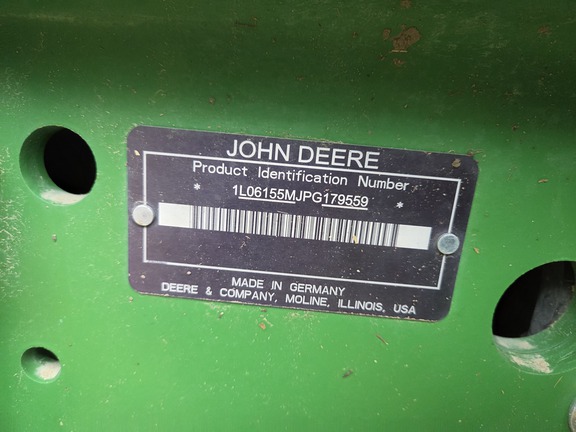 JOHN DEERE
Product Identification Number
* 1L06155MJPG179559 *
MADE IN GERMANY
DEERE & COMPANY, MOLINE, ILLINOIS, USA